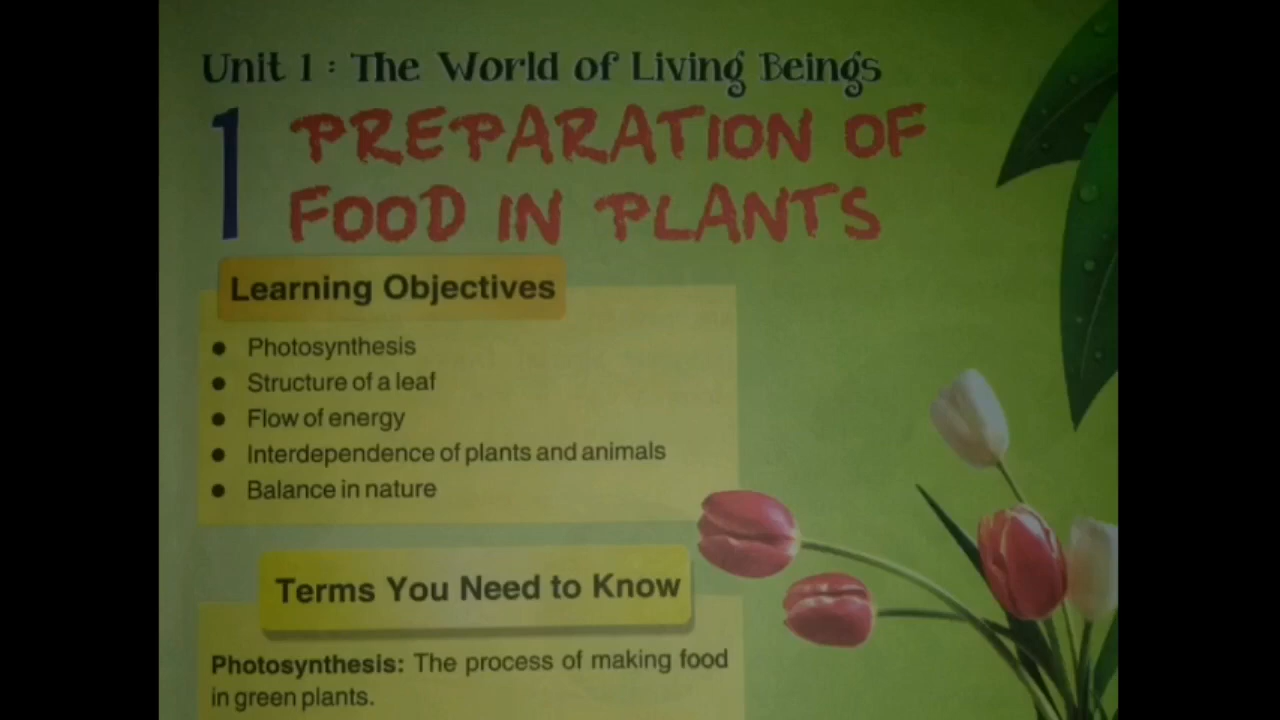 Unit 1 : The World of Living Beings
1 PREPARATION OF
FOOD IN PLANTS
Learning Objectives
● Photosynthesis
● Structure of a leaf
● Flow of energy
● Interdependence of plants and animals
● Balance in nature
Terms You Need to Know
Photosynthesis: The process of making food
in green plants.